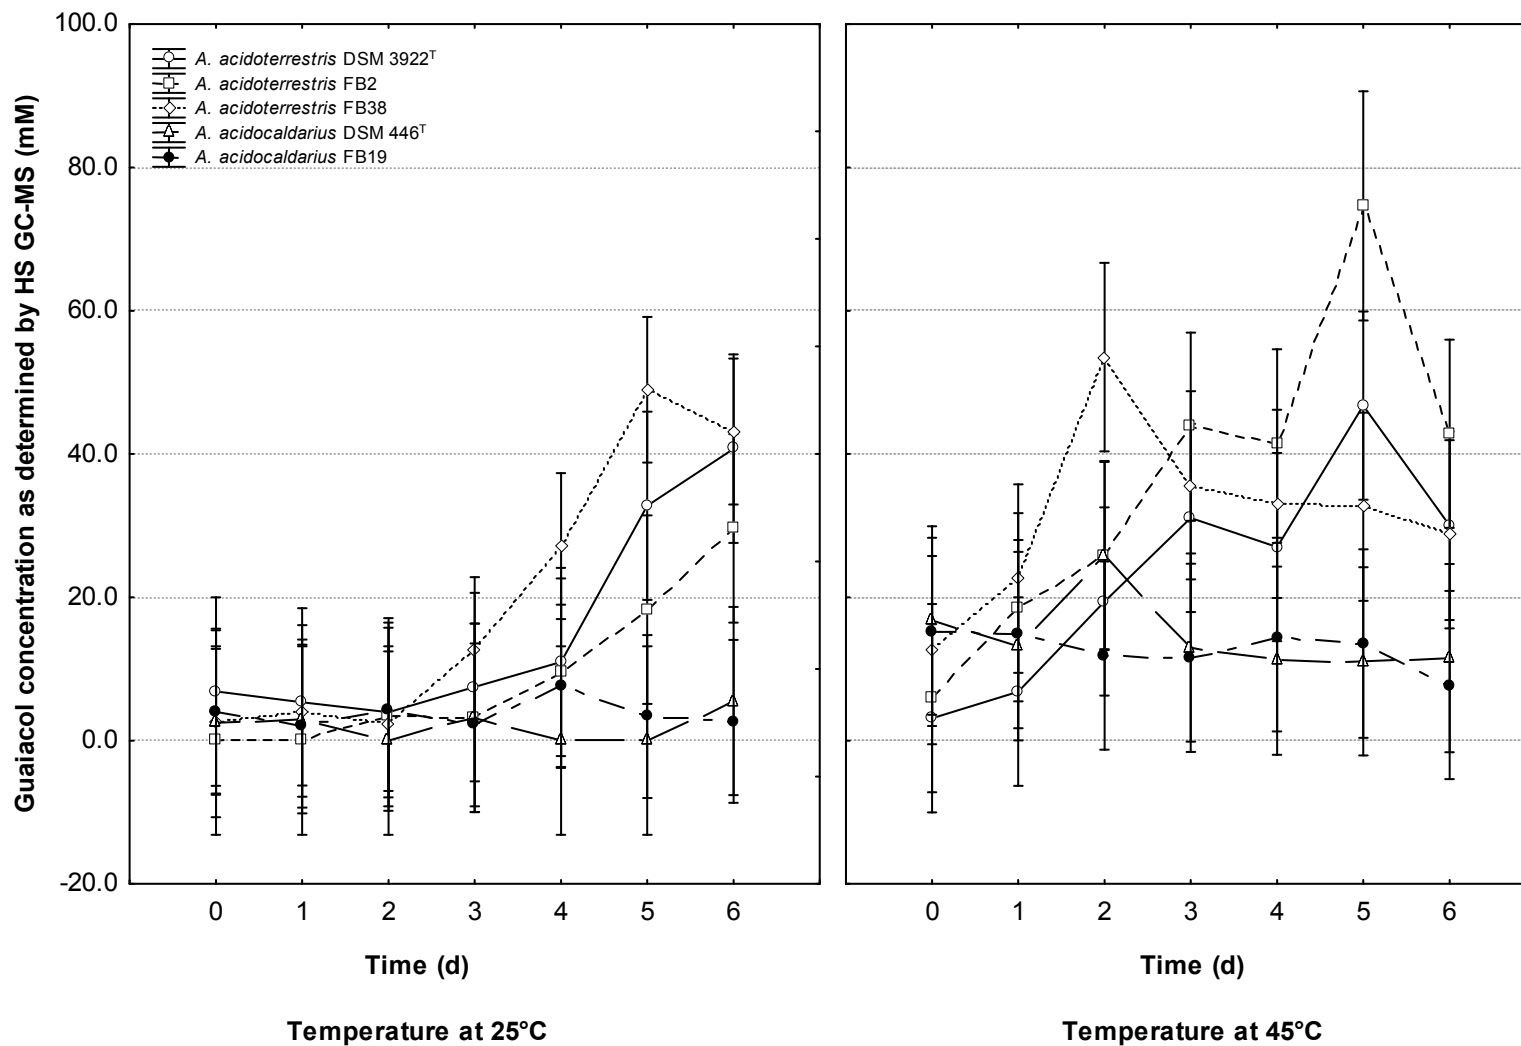 Guaiacol concentration as determined by HS GC-MS (mM)
100.0
80.0
60.0
40.0
20.0
0.0
-20.0
A. acidoterrestris DSM 3922ᵀ
A. acidoterrestris FB2
A. acidoterrestris FB38
A. acidocaldarius DSM 446ᵀ
A. acidocaldarius FB19
0 1 2 3 4 5 6
0 1 2 3 4 5 6
Time (d)
Time (d)
Temperature at 25°C
Temperature at 45°C